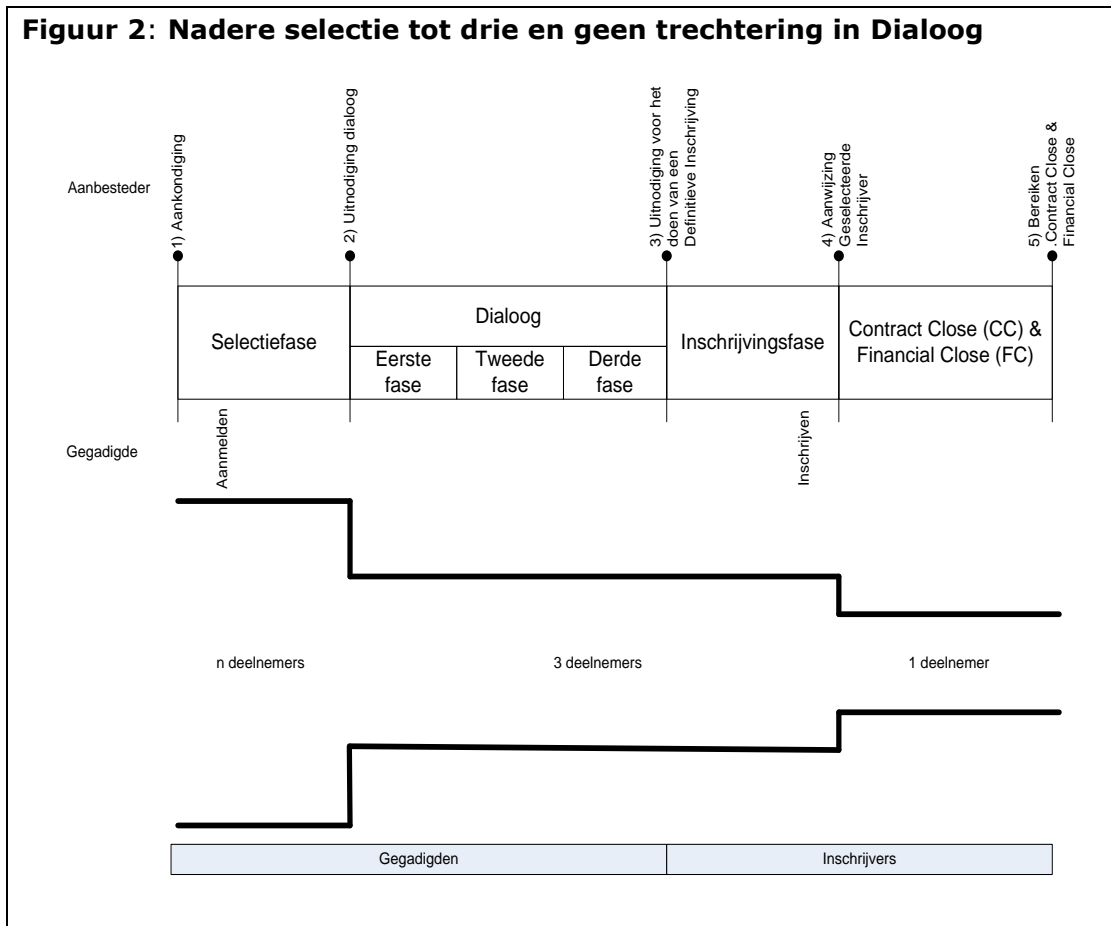 Figuur 2: Nadere selectie tot drie en geen trechtering in Dialoog
Aanbesteder
1) Aankondiging
2) Uitnodiging dialoog
3) Uitnodiging voor het
doen van een
Definitieve Inschrijving
4) Aanwijzing
Geselecteerde
Inschrijver
5) Bereiken
.Contract Close &
Financial Close
Selectiefase
Dialoog
Eerste
fase
Tweede
fase
Derde
fase
Inschrijvingsfase
Contract Close (CC) &
Financial Close (FC)
Gegadigde
Aanmelden
Inschrijven
n deelnemers
3 deelnemers
1 deelnemer
Gegadigden
Inschrijvers